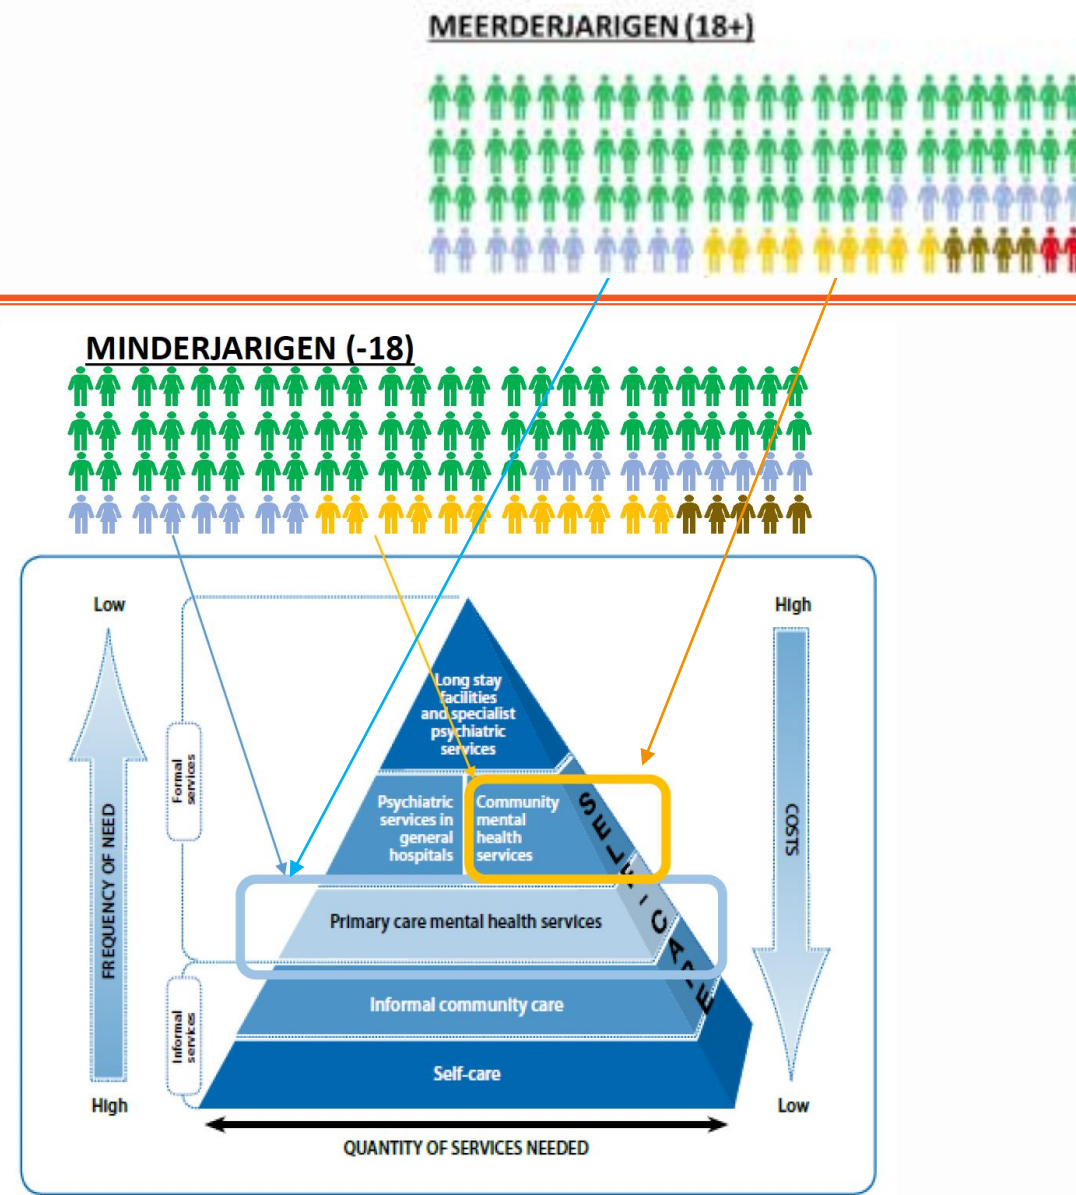 MEERDERJARIGEN (18+)
MINDERJARIGEN (-18)
Low
High
Long stay
facilities
and specialist
psychiatric
services
Formal
services
Psychiatric
services in
general
hospitals
Community
mental
health
services
FREQUENCY OF NEED
COSTS
Primary care mental health services
SELF-CARE
Informal community care
Informal
services
Self-care
High
Low
QUANTITY OF SERVICES NEEDED